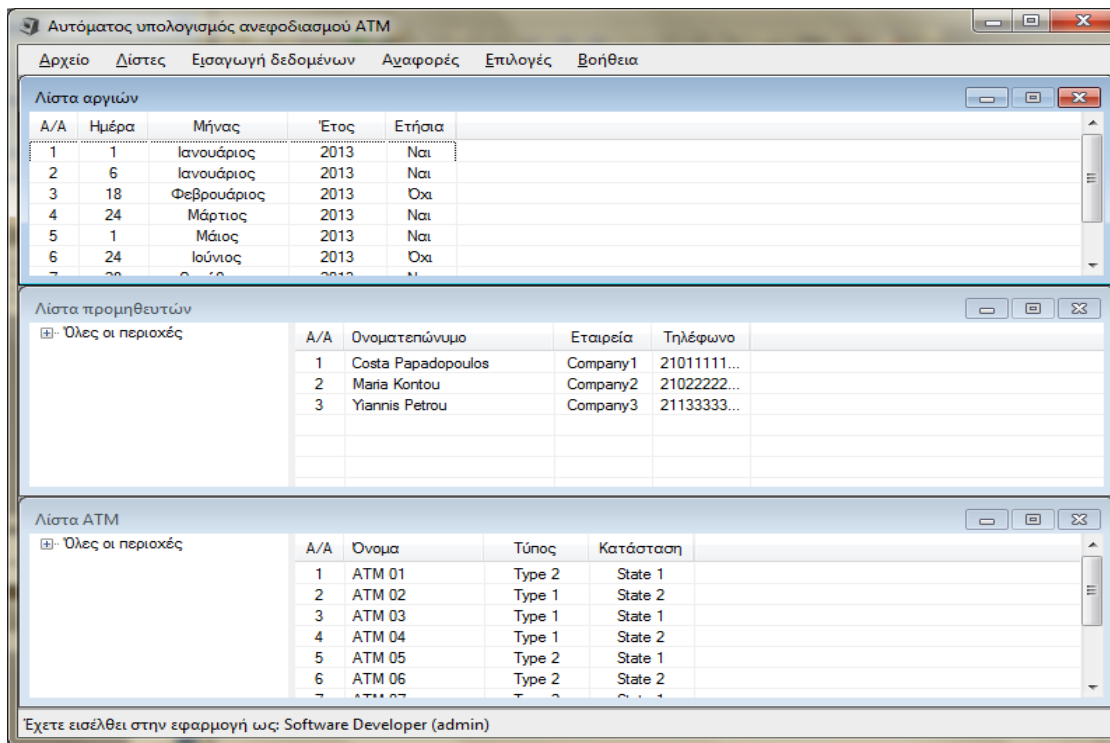 Αυτόματος υπολογισμός ανεφοδιασμού ATM
Αρχείο Λίστες Εισαγωγή δεδομένων Αναφορές Επιλογές Βοήθεια
Λίστα αργιών
Α/Α Ημέρα Μήνας Έτος Ετήσια
1 1 Ιανουάριος 2013 Ναι
2 6 Ιανουάριος 2013 Ναι
3 18 Φεβρουάριος 2013 Όχι
4 24 Μάρτιος 2013 Ναι
5 1 Μάιος 2013 Ναι
6 24 Ιούνιος 2013 Όχι
Λίστα προμηθευτών
Όλες οι περιοχές
Α/Α Ονοματεπώνυμο Εταιρεία Τηλέφωνο
1 Costa Papadopoulos Company1 21011111...
2 Maria Kontou Company2 21022222...
3 Yiannis Petrou Company3 21133333...
Λίστα ATM
Όλες οι περιοχές
Α/Α Όνομα Τύπος Κατάσταση
1 ATM 01 Type 2 State 1
2 ATM 02 Type 1 State 2
3 ATM 03 Type 1 State 1
4 ATM 04 Type 1 State 2
5 ATM 05 Type 2 State 1
6 ATM 06 Type 2 State 2
Έχετε εισέλθει στην εφαρμογή ως: Software Developer (admin)